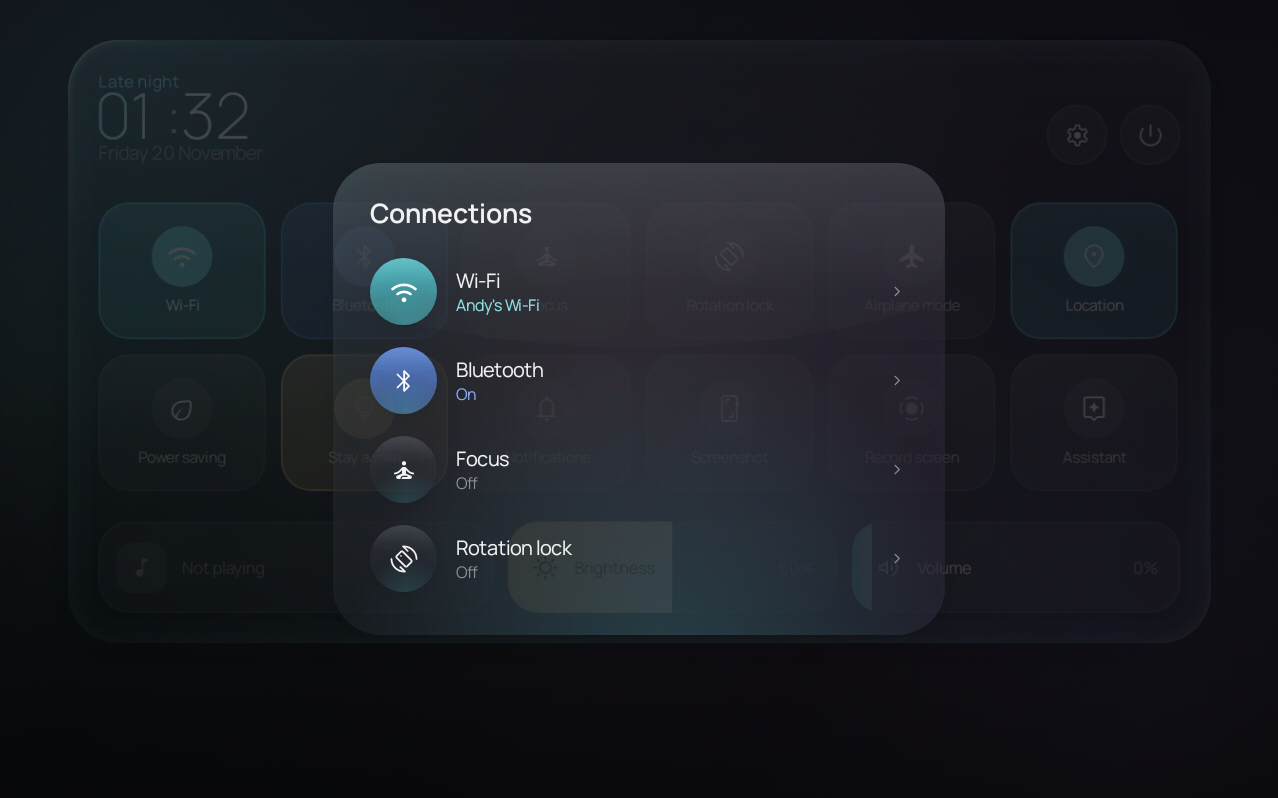 Late night
01:32
Friday 20 November
Connections
Wi-Fi
Andy's Wi-Fi
Bluetooth
On
Focus
Off
Rotation lock
Off
Wi-Fi
Rotation lock
Airplane mode
Location
Power saving
Screenshot
Record screen
Assistant
Not playing
Brightness
50%
Volume
0%